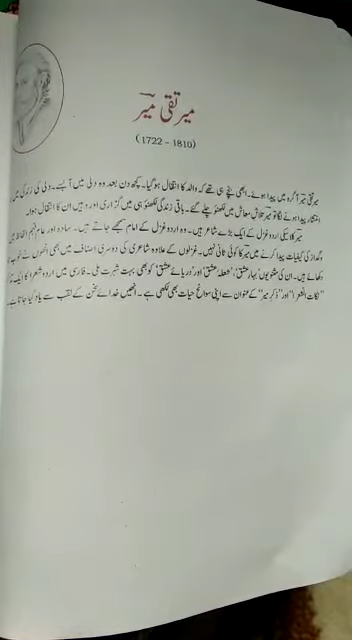 میر تقی میر
(1722 - 1810)
میر تقی میر آگرہ میں پیدا ہوئے۔ ابھی بچے ہی تھے کہ والد کا انتقال ہو گیا۔ کچھ دن بعد وہ دلی میں آ بسے۔ دلی کی زندگی میں
انتشار پیدا ہونے لگا تو میر تلاشِ معاش میں لکھنؤ چلے گئے۔ باقی زندگی لکھنؤ ہی میں گزاری اور وہیں ان کا انتقال ہوا۔
میر کلاسیکی اردو غزل کے ایک بڑے شاعر ہیں۔ وہ اردو غزل کے امام سمجھے جاتے ہیں۔ سادہ اور عام فہم الفاظ میں
و گداز کی کیفیات پیدا کرنے میں میر کا کوئی ثانی نہیں۔ غزلوں کے علاوہ شاعری کی دوسری اصناف میں بھی انھوں نے
دکھائے ہیں۔ ان کی مثنویوں 'بہارِ عشق'، 'شعلۂ عشق' اور 'دریائے عشق' کو بھی بہت شہرت ملی۔ فارسی میں اردو شعرا کا ایک
"نکات الشعرا" اور "ذکرِ میر" کے عنوان سے اپنی سوانح حیات بھی لکھی ہے۔ انھیں خدائے سخن کے لقب سے یاد کیا جاتا ہے۔